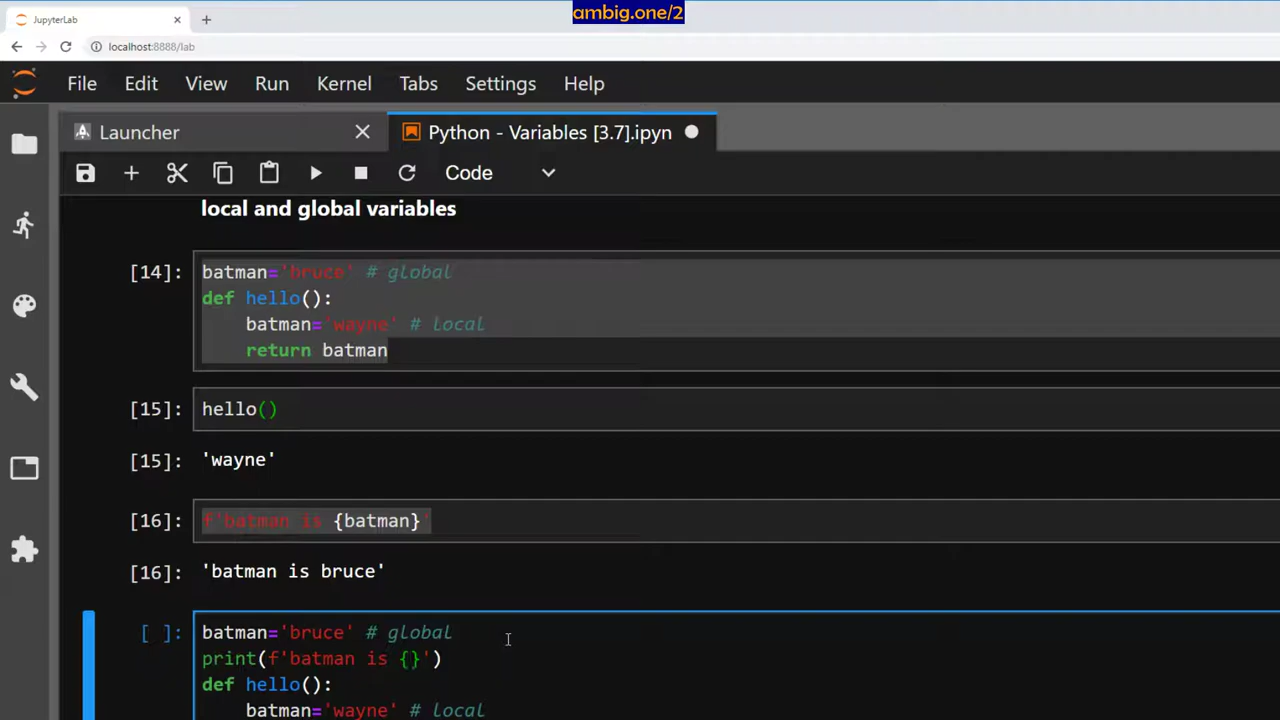 ambig.one/2
JupyterLab
localhost:8888/lab
File Edit View Run Kernel Tabs Settings Help
Launcher Python - Variables [3.7].ipyn
Code
local and global variables
[14]: batman='bruce' # global
def hello():
batman='wayne' # local
return batman
[15]: hello()
[15]: 'wayne'
[16]: f'batman is {batman}'
[16]: 'batman is bruce'
[ ]: batman='bruce' # global
print(f'batman is {}')
def hello():
batman='wayne' # local